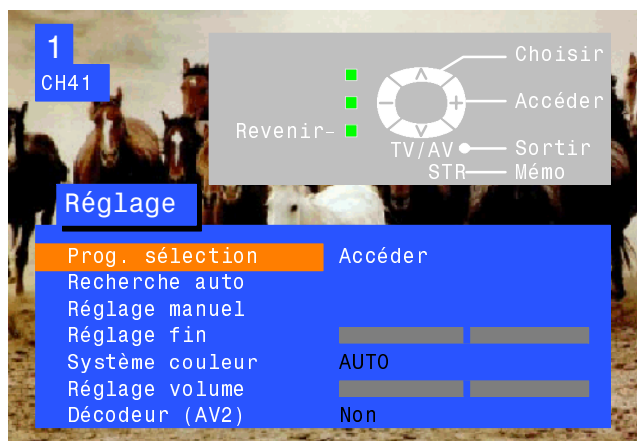 1
CH41
Choisir
Accéder
Revenir
TV/AV Sortir
STR Mémo
Réglage
Prog. sélection Accéder
Recherche auto
Réglage manuel
Réglage fin
Système couleur AUTO
Réglage volume
Décodeur (AV2) Non